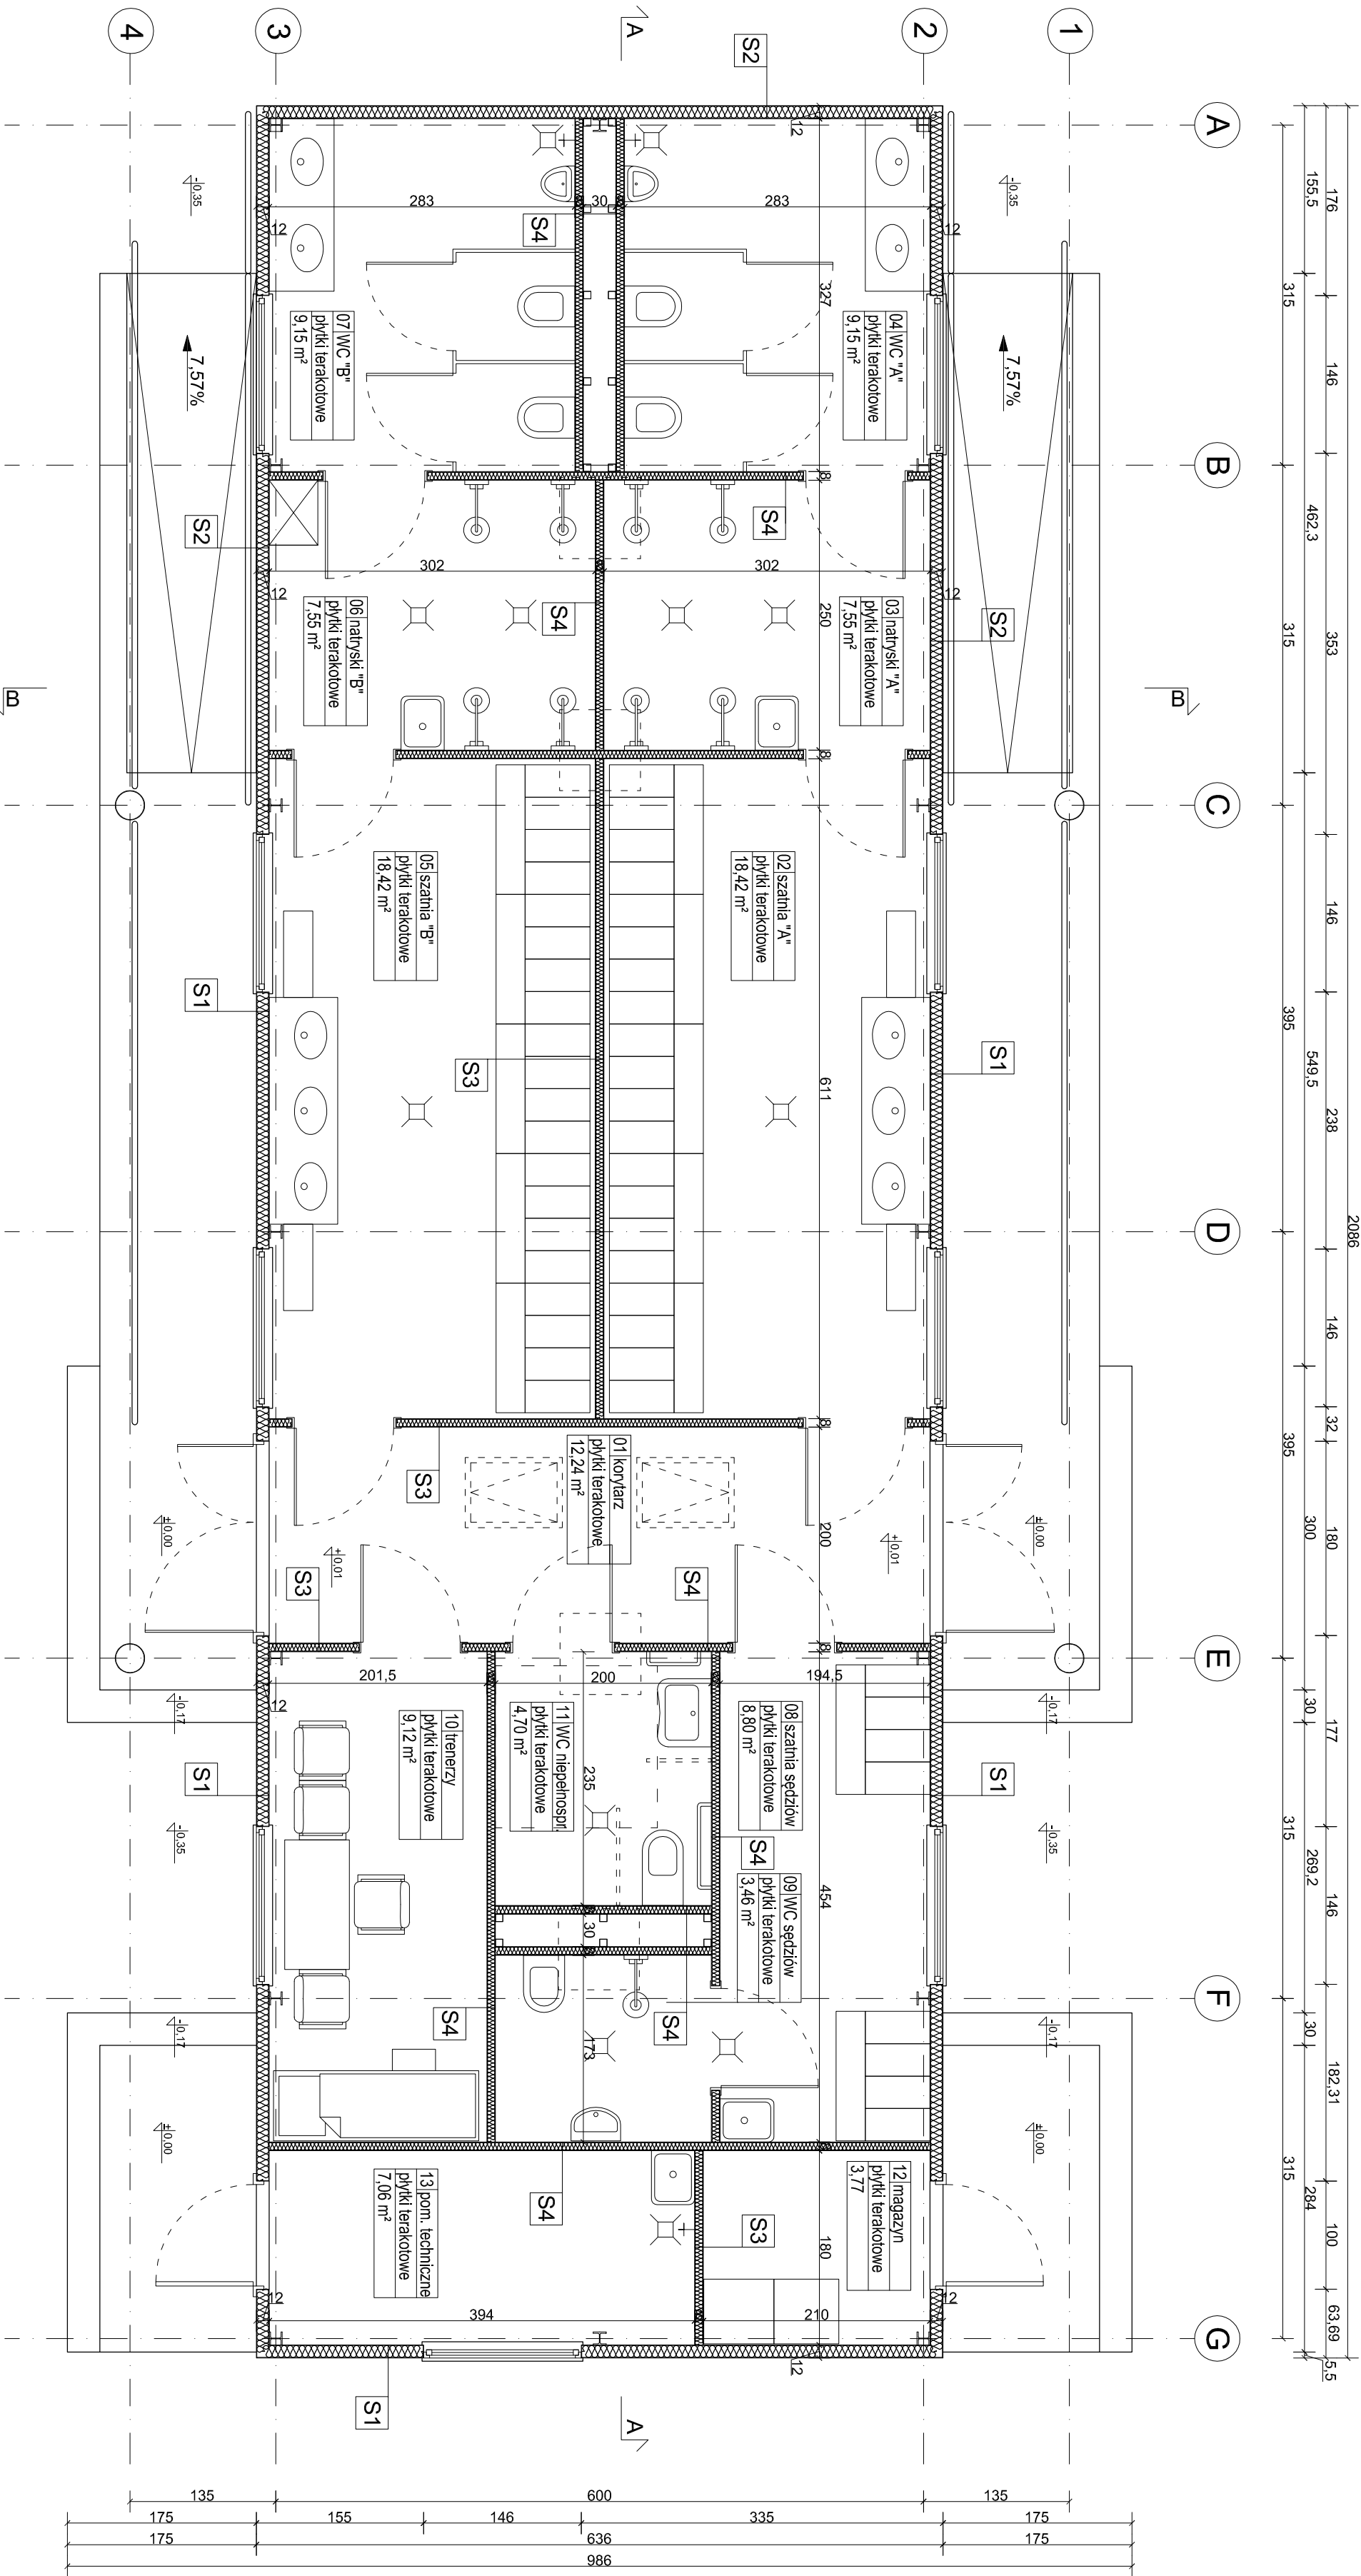 2086
176
146
353
146
238
146
32
180
177
146
182,31
100
63,69
5,5
155,5
462,3
549,5
300
30
269,2
30
284
315
315
395
395
315
315
A
B
C
D
E
F
G
1
2
3
4
A
A
B
B
S2
S2
S2
S1
S1
S1
S1
S1
S3
S3
S3
S3
S4
S4
S4
S4
S4
S4
S4
S4
-0,35
-0,35
7,57%
7,57%
04 WC "A"
płytki terakotowe
9,15 m²
07 WC "B"
płytki terakotowe
9,15 m²
03 natryski "A"
płytki terakotowe
7,55 m²
06 natryski "B"
płytki terakotowe
7,55 m²
02 szatnia "A"
płytki terakotowe
18,42 m²
05 szatnia "B"
płytki terakotowe
18,42 m²
01 korytarz
płytki terakotowe
12,24 m²
08 szatnia sędziów
płytki terakotowe
8,80 m²
09 WC sędziów
płytki terakotowe
3,46 m²
11 WC niepełnospr.
płytki terakotowe
4,70 m²
10 trenerzy
płytki terakotowe
9,12 m²
12 magazyn
płytki terakotowe
3,77
13 pom. techniczne
płytki terakotowe
7,06 m²
12
283
30
283
12
12
327
8
302
302
12
12
250
8
611
8
200
8
454
8
180
12
201,5
200
194,5
12
235
8
30
8
173
394
210
12
12
±0,00
±0,00
+0,01
+0,01
-0,17
-0,17
-0,35
-0,35
-0,17
-0,17
±0,00
±0,00
135
600
135
175
155
146
335
175
175
636
175
986